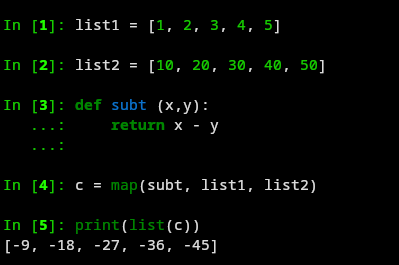 In [1]: list1 = [1, 2, 3, 4, 5]
In [2]: list2 = [10, 20, 30, 40, 50]
In [3]: def subt (x,y):
   ...:     return x - y
   ...:
In [4]: c = map(subt, list1, list2)
In [5]: print(list(c))
[-9, -18, -27, -36, -45]